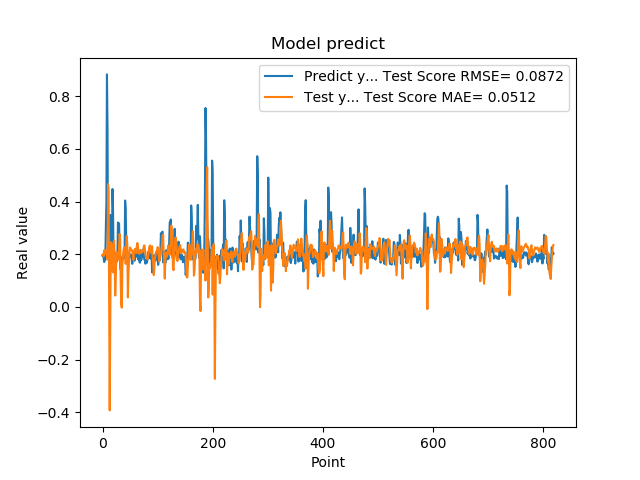 Model predict
Predict y... Test Score RMSE= 0.0872
Test y... Test Score MAE= 0.0512
Real value
0.8
0.6
0.4
0.2
0.0
−0.2
−0.4
0 200 400 600 800
Point